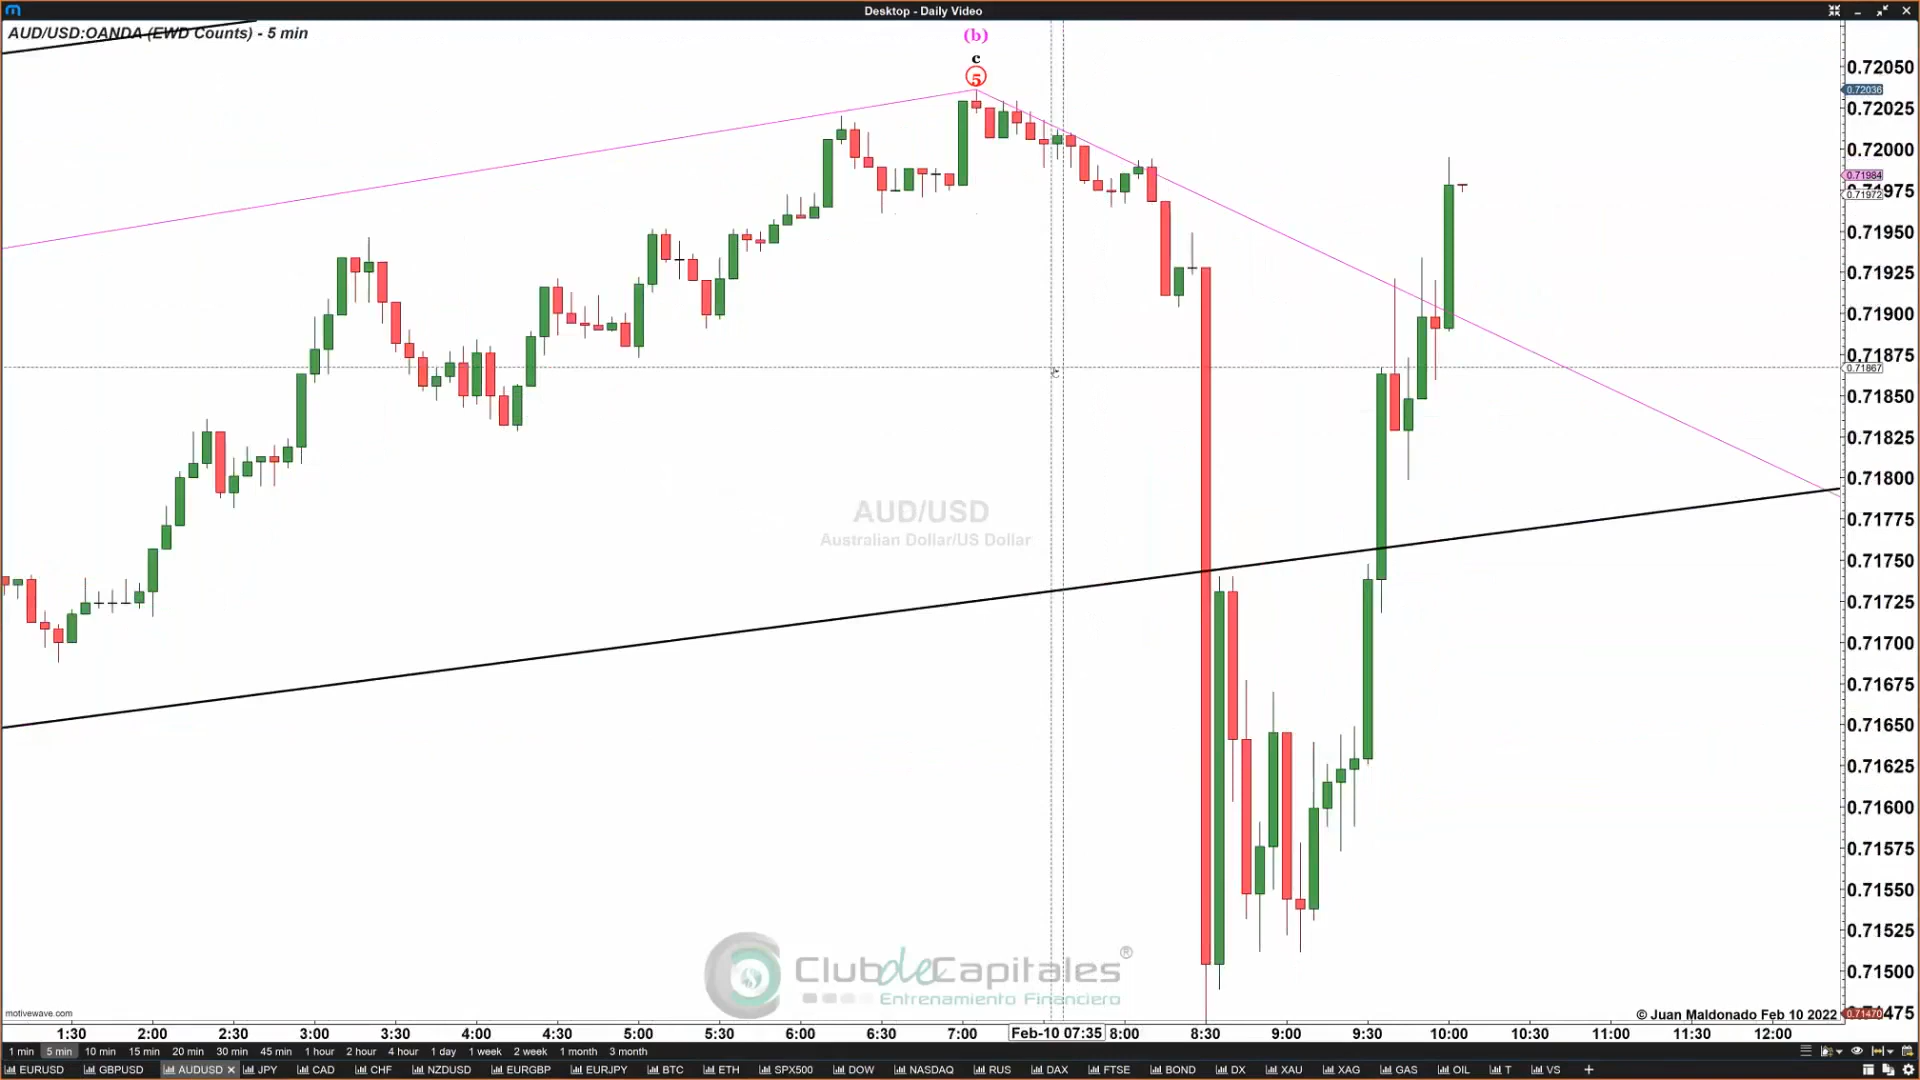 Desktop - Daily Video
AUD/USD:OANDA (EWD Counts) - 5 min
(b)
c
5
0.72050
0.72036
0.72025
0.72000
0.71984
0.71975
0.71972
0.71950
0.71925
0.71900
0.71875
0.71867
0.71850
0.71825
0.71800
0.71775
0.71750
0.71725
0.71700
0.71675
0.71650
0.71625
0.71600
0.71575
0.71550
0.71525
0.71500
0.71475
0.71470
AUD/USD
Australian Dollar/US Dollar
ClubdeCapitales®
Entrenamiento Financiero
motivewave.com
© Juan Maldonado Feb 10 2022
1:30 2:00 2:30 3:00 3:30 4:00 4:30 5:00 5:30 6:00 6:30 7:00 Feb-10 07:35 8:00 8:30 9:00 9:30 10:00 10:30 11:00 11:30 12:00
1 min 5 min 10 min 15 min 20 min 30 min 45 min 1 hour 2 hour 4 hour 1 day 1 week 2 week 1 month 3 month
EURUSD GBPUSD AUDUSD JPY CAD CHF NZDUSD EURGBP EURJPY BTC ETH SPX500 DOW NASDAQ RUS DAX FTSE BOND DX XAU XAG GAS OIL T VS +